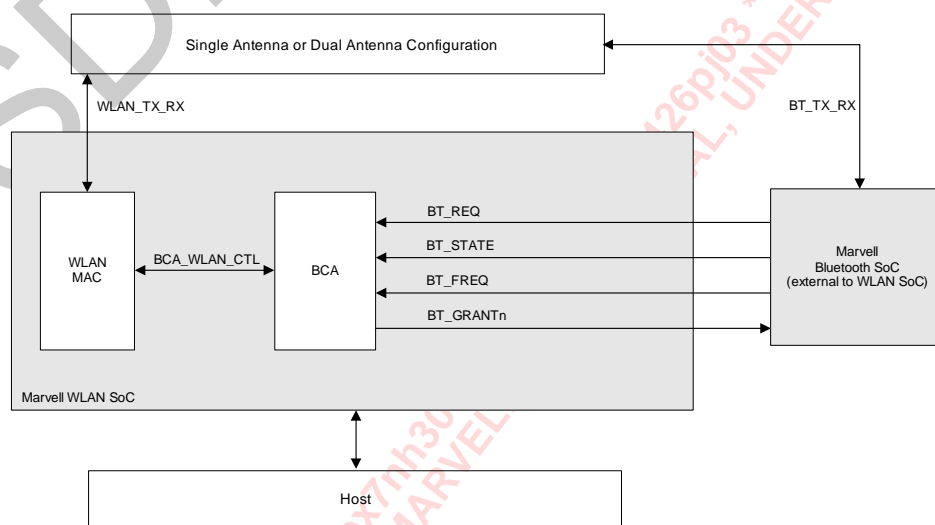 Single Antenna or Dual Antenna Configuration
WLAN_TX_RX
BT_TX_RX
WLAN
MAC
BCA_WLAN_CTL
BCA
BT_REQ
BT_STATE
BT_FREQ
BT_GRANTn
Marvell
Bluetooth SoC
(external to WLAN SoC)
Marvell WLAN SoC
Host